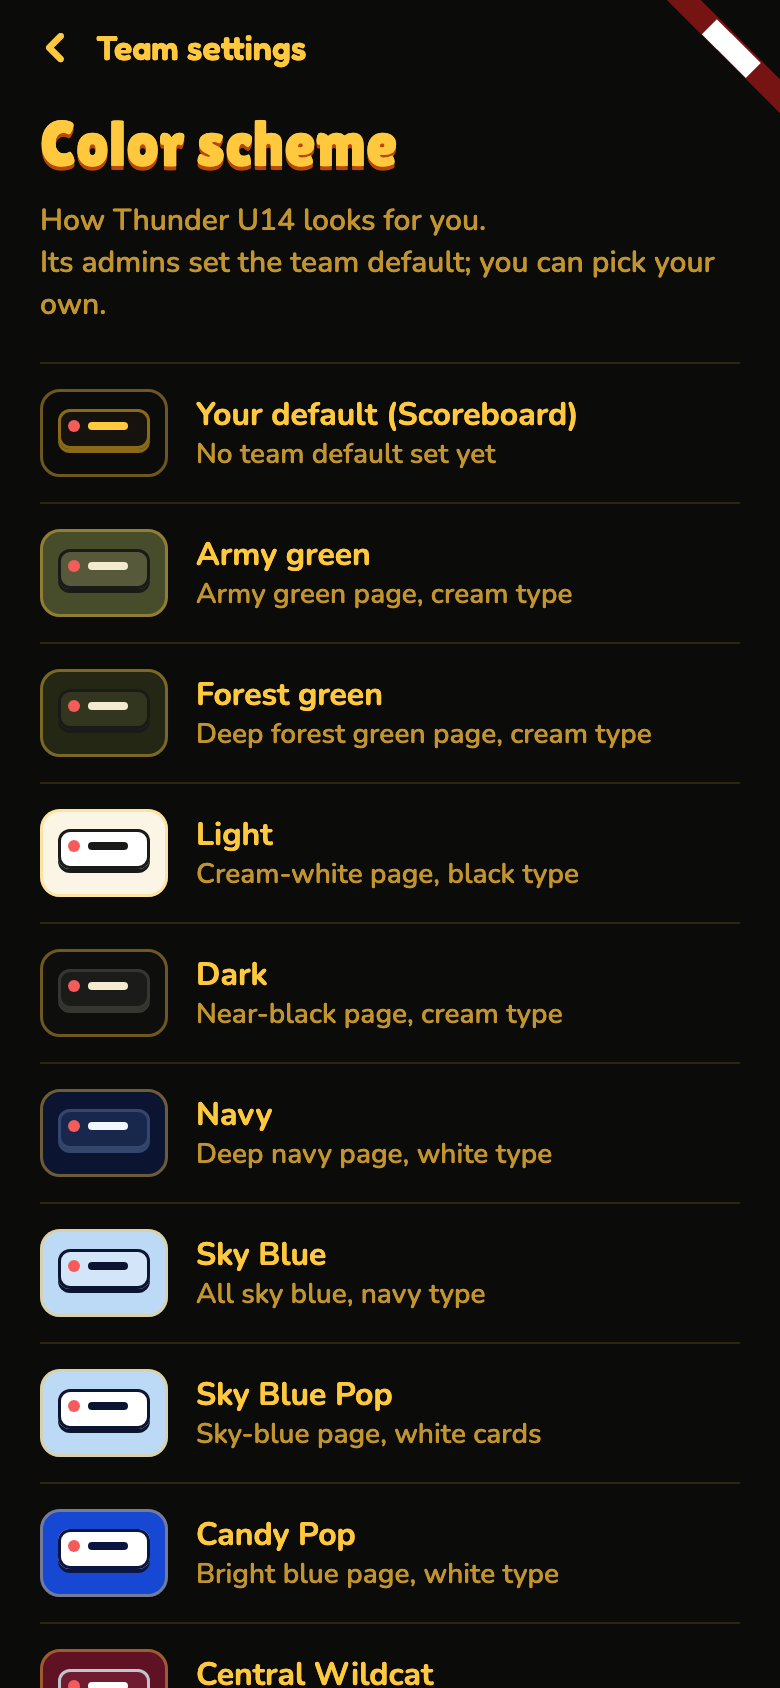 Team settings
Color scheme
How Thunder U14 looks for you.
Its admins set the team default; you can pick your
own.
Your default (Scoreboard)
No team default set yet
Army green
Army green page, cream type
Forest green
Deep forest green page, cream type
Light
Cream-white page, black type
Dark
Near-black page, cream type
Navy
Deep navy page, white type
Sky Blue
All sky blue, navy type
Sky Blue Pop
Sky-blue page, white cards
Candy Pop
Bright blue page, white type
Central Wildcat